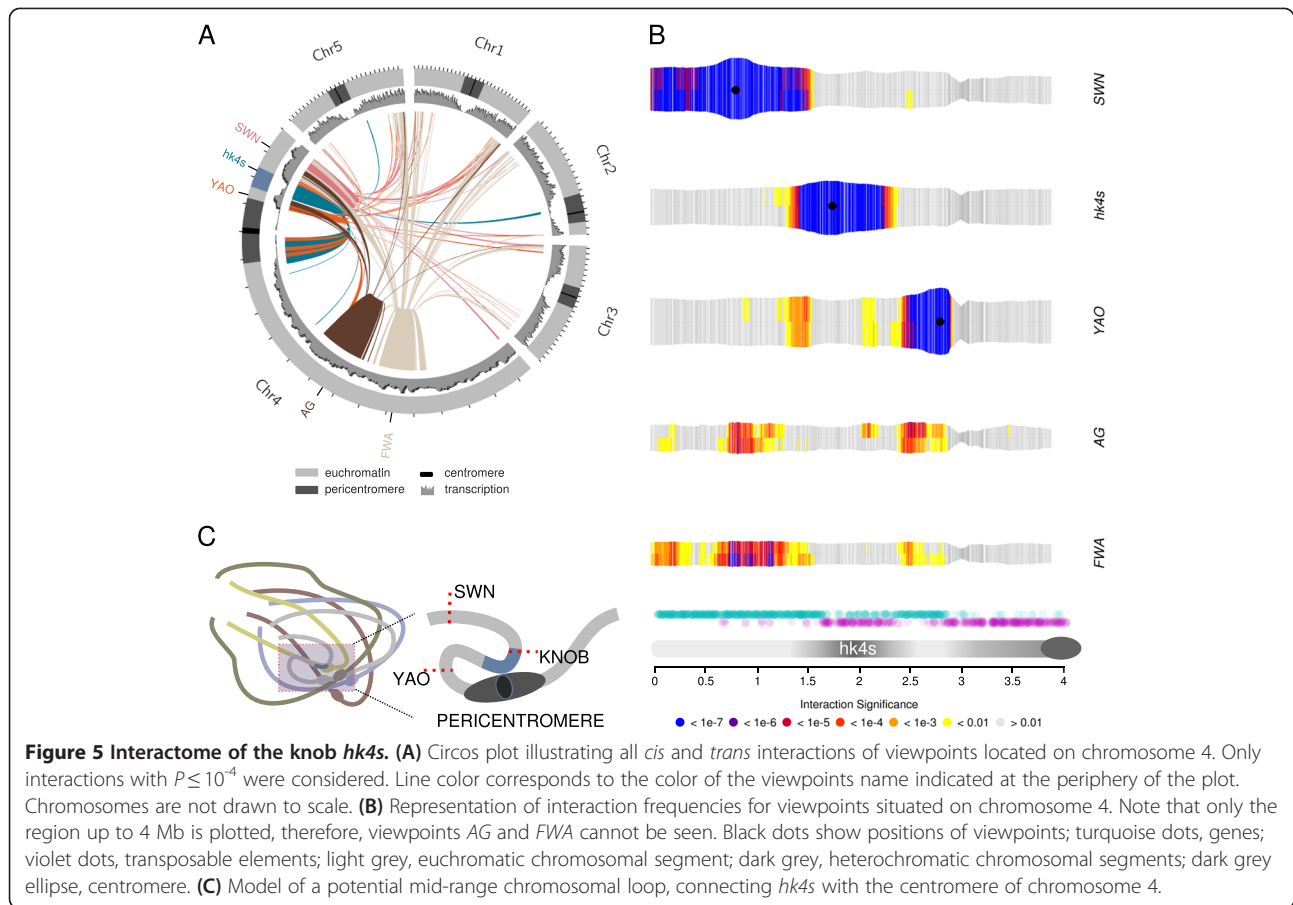 A
Chr5
Chr1
Chr2
Chr3
Chr4
SWN
hk4s
YAO
AG
FWA
euchromatin
centromere
pericentromere
transcription
B
SWN
hk4s
YAO
AG
FWA
hk4s
0 0.5 1 1.5 2 2.5 3 3.5 4
Interaction Significance
< 1e-7 < 1e-6 < 1e-5 < 1e-4 < 1e-3 < 0.01 > 0.01
C
SWN
KNOB
YAO
PERICENTROMERE
Figure 5 Interactome of the knob hk4s. (A) Circos plot illustrating all cis and trans interactions of viewpoints located on chromosome 4. Only
interactions with P ≤ 10-4 were considered. Line color corresponds to the color of the viewpoints name indicated at the periphery of the plot.
Chromosomes are not drawn to scale. (B) Representation of interaction frequencies for viewpoints situated on chromosome 4. Note that only the
region up to 4 Mb is plotted, therefore, viewpoints AG and FWA cannot be seen. Black dots show positions of viewpoints; turquoise dots, genes;
violet dots, transposable elements; light grey, euchromatic chromosomal segment; dark grey, heterochromatic chromosomal segments; dark grey
ellipse, centromere. (C) Model of a potential mid-range chromosomal loop, connecting hk4s with the centromere of chromosome 4.